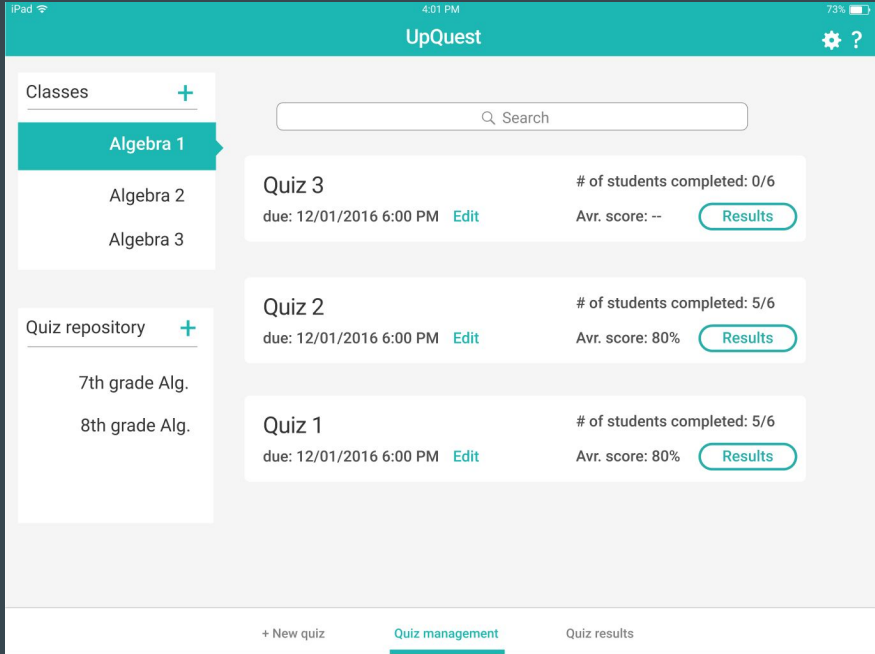 iPad 4:01 PM 73%
UpQuest
?
Classes +
Algebra 1
Algebra 2
Algebra 3
Quiz repository +
7th grade Alg.
8th grade Alg.
Search
Quiz 3
# of students completed: 0/6
due: 12/01/2016 6:00 PM Edit
Avr. score: -- Results
Quiz 2
# of students completed: 5/6
due: 12/01/2016 6:00 PM Edit
Avr. score: 80% Results
Quiz 1
# of students completed: 5/6
due: 12/01/2016 6:00 PM Edit
Avr. score: 80% Results
+ New quiz Quiz management Quiz results